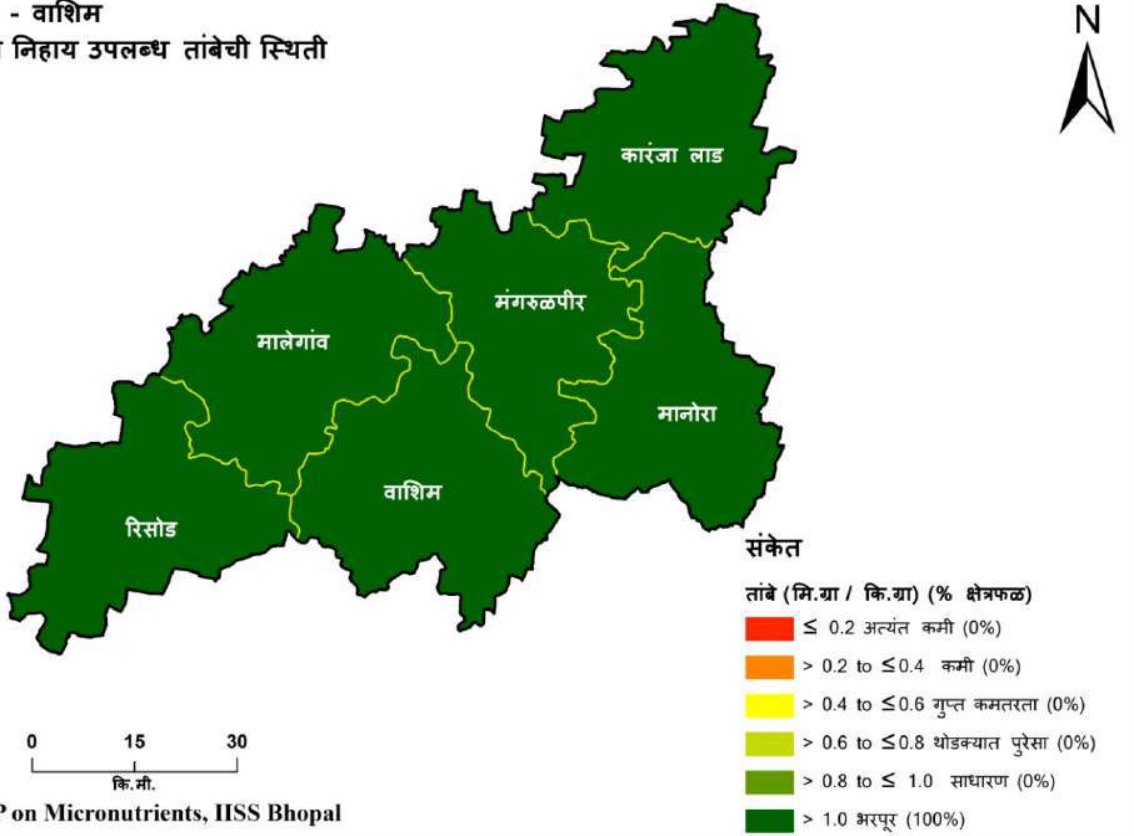 - वाशिम
निहाय उपलब्ध तांबेची स्थिती
N
कारंजा लाड
मंगरुळपीर
मालेगांव
मानोरा
वाशिम
रिसोड
संकेत
तांबे (मि.ग्रा / कि.ग्रा) (% क्षेत्रफळ)
≤ 0.2 अत्यंत कमी (0%)
> 0.2 to ≤0.4 कमी (0%)
> 0.4 to ≤0.6 गुप्त कमतरता (0%)
> 0.6 to ≤0.8 थोडक्यात पुरेसा (0%)
> 0.8 to ≤ 1.0 साधारण (0%)
> 1.0 भरपूर (100%)
0 15 30
कि.मी.
P on Micronutrients, IISS Bhopal